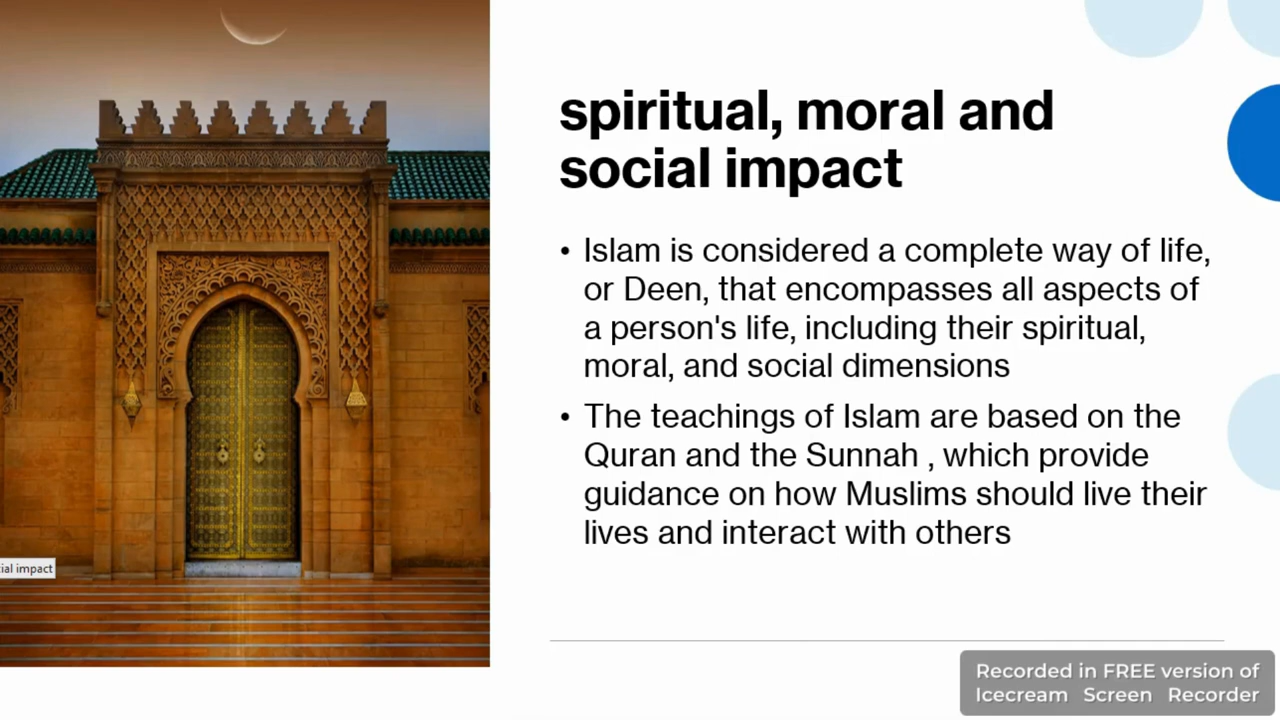 spiritual, moral and
social impact
• Islam is considered a complete way of life,
or Deen, that encompasses all aspects of
a person's life, including their spiritual,
moral, and social dimensions
• The teachings of Islam are based on the
Quran and the Sunnah , which provide
guidance on how Muslims should live their
lives and interact with others
ial impact
Recorded in FREE version of
Icecream Screen Recorder